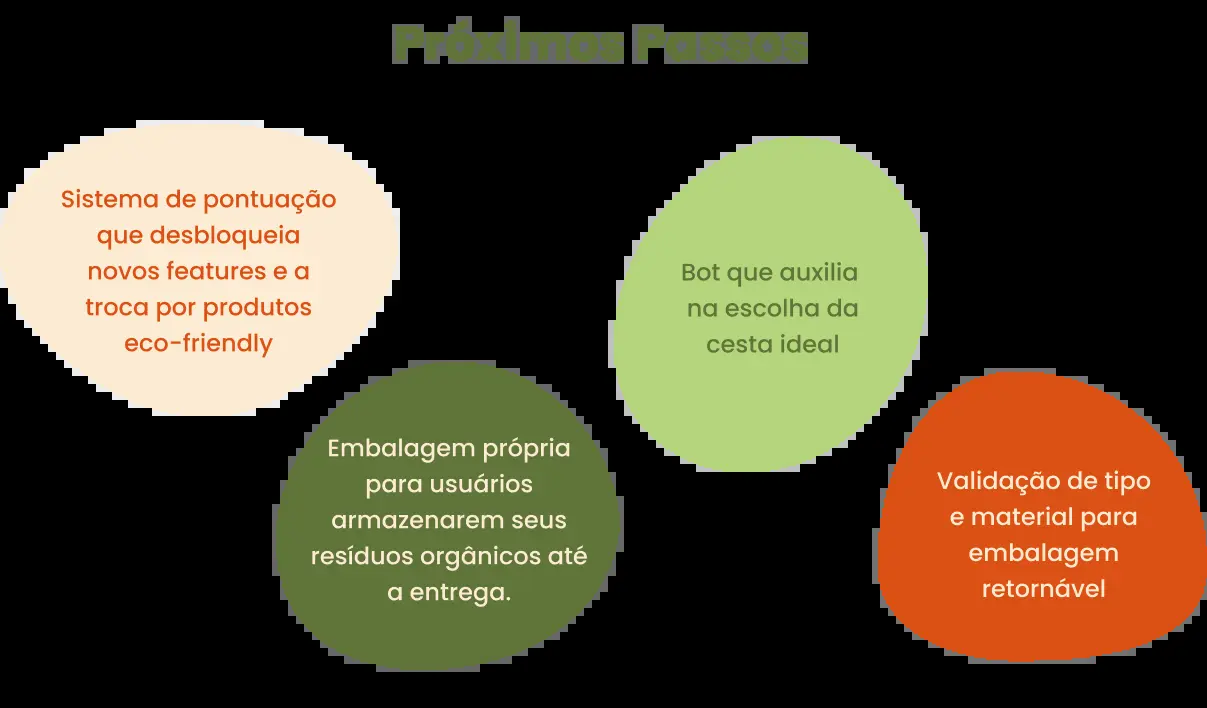 Próximos Passos
Sistema de pontuação
que desbloqueia
novos features e a
troca por produtos
eco-friendly
Embalagem própria
para usuários
armazenarem seus
resíduos orgânicos até
a entrega.
Bot que auxilia
na escolha da
cesta ideal
Validação de tipo
e material para
embalagem
retornável